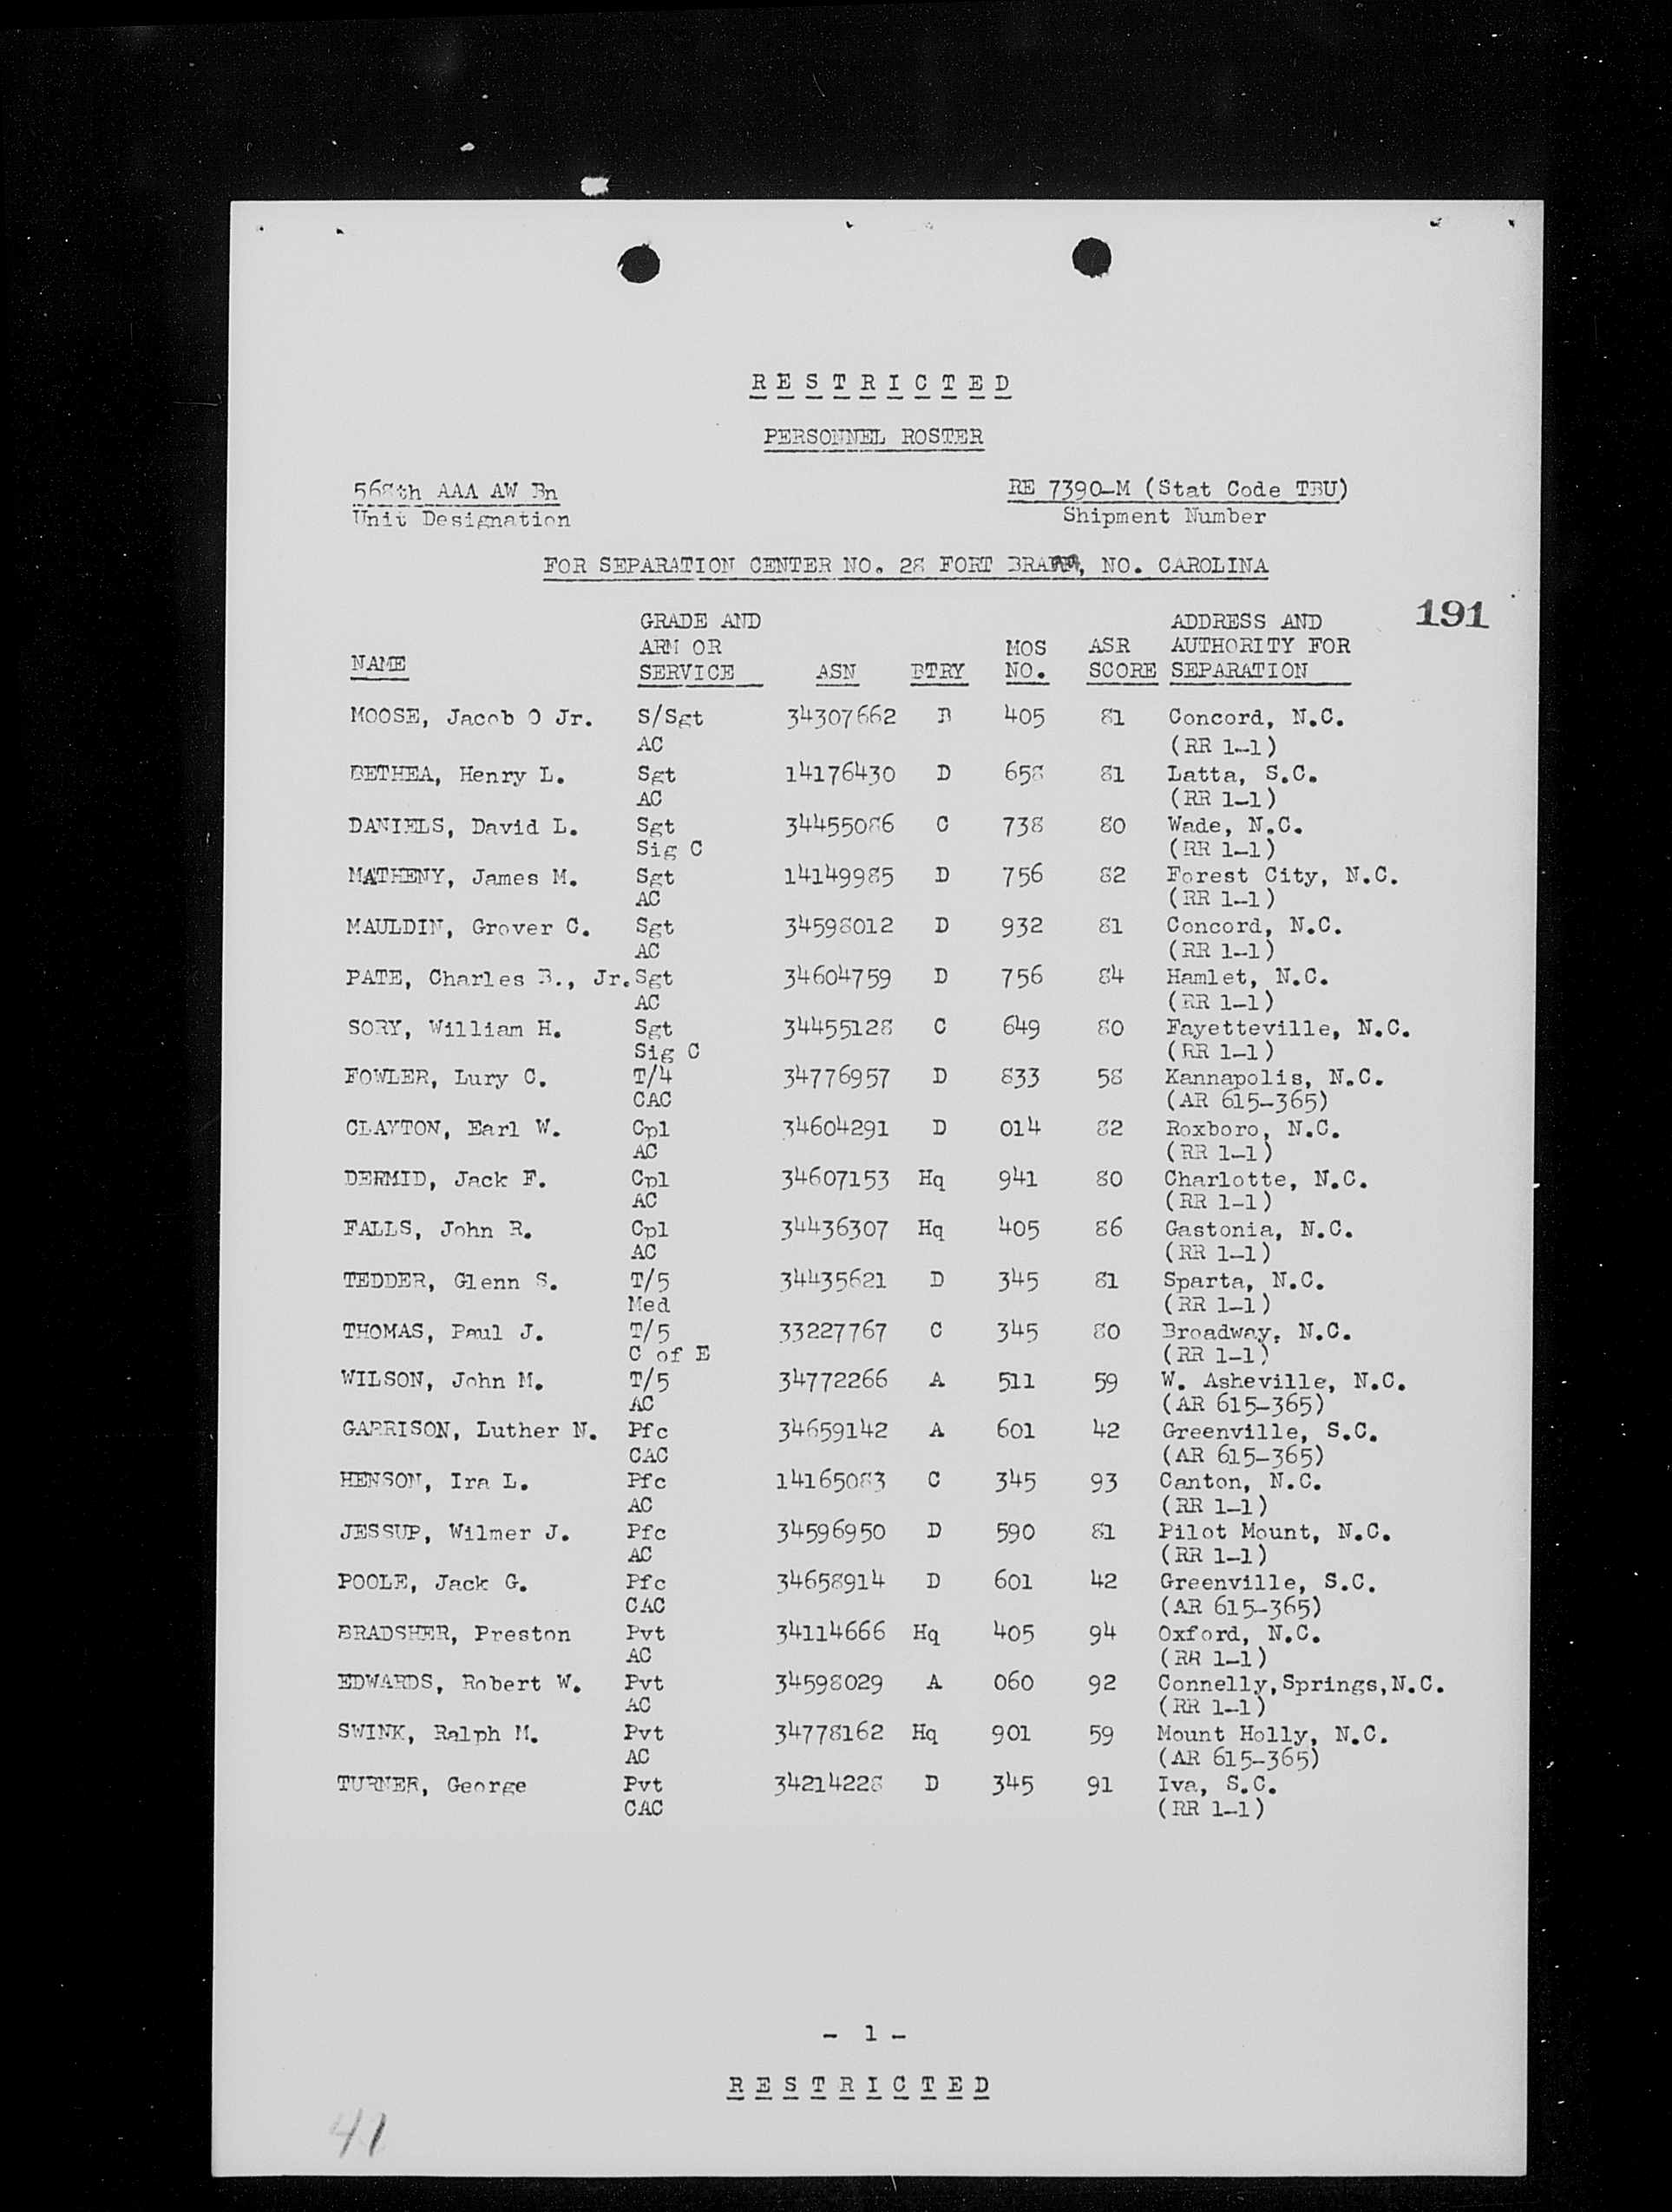 RESTRICTED
PERSONNEL ROSTER
568th AAA AW Bn RE 7390-M (Stat Code TBU)
Unit Designation Shipment Number
FOR SEPARATION CENTER NO. 28 FORT , NO. CAROLINA
191
GRADE AND ADDRESS AND
ARM OR MOS ASR AUTHORITY FOR
NAME SERVICE ASN BTRY NO. SCORE SEPARATION
MOOSE, Jacob O Jr. S/Sgt 34307662 B 405 81 Concord, N.C.
AC (RR 1-1)
BETHEA, Henry L. Sgt 14176430 D 658 81 Latta, S.C.
AC (RR 1-1)
DANIELS, David L. Sgt 34455086 C 738 80 Wade, N.C.
Sig C (RR 1-1)
MATHENY, James M. Sgt 14149985 D 756 82 Forest City, N.C.
AC (RR 1-1)
MAULDIN, Grover C. Sgt 34598012 D 932 81 Concord, N.C.
AC (RR 1-1)
PATE, Charles B., Jr. Sgt 34604759 D 756 84 Hamlet, N.C.
AC (RR 1-1)
SORY, William H. Sgt 34455128 C 649 80 Fayetteville, N.C.
Sig C (RR 1-1)
FOWLER, Lury C. T/4 34776957 D 833 58 Kannapolis, N.C.
CAC (AR 615-365)
CLAYTON, Earl W. Cpl 34604291 D 014 82 Roxboro, N.C.
AC (RR 1-1)
DERMID, Jack F. Cpl 34607153 Hq 941 80 Charlotte, N.C.
AC (RR 1-1)
FALLS, John R. Cpl 34436307 Hq 405 86 Gastonia, N.C.
AC (RR 1-1)
TEDDER, Glenn S. T/5 34435621 D 345 81 Sparta, N.C.
Med (RR 1-1)
THOMAS, Paul J. T/5 33227767 C 345 80 Broadway, N.C.
C of E (RR 1-1)
WILSON, John M. T/5 34772266 A 511 59 W. Asheville, N.C.
AC (AR 615-365)
GARRISON, Luther N. Pfc 34659142 A 601 42 Greenville, S.C.
CAC (AR 615-365)
HENSON, Ira L. Pfc 14165083 C 345 93 Canton, N.C.
AC (RR 1-1)
JESSUP, Wilmer J. Pfc 34596950 D 590 81 Pilot Mount, N.C.
AC (RR 1-1)
POOLE, Jack G. Pfc 34658914 D 601 42 Greenville, S.C.
CAC (AR 615-365)
BRADSHER, Preston Pvt 34114666 Hq 405 94 Oxford, N.C.
AC (RR 1-1)
EDWARDS, Robert W. Pvt 34598029 A 060 92 Connelly,Springs,N.C.
AC (RR 1-1)
SWINK, Ralph M. Pvt 34778162 Hq 901 59 Mount Holly, N.C.
AC (AR 615-365)
TURNER, George Pvt 34214228 D 345 91 Iva, S.C.
CAC (RR 1-1)
- 1 -
RESTRICTED
41